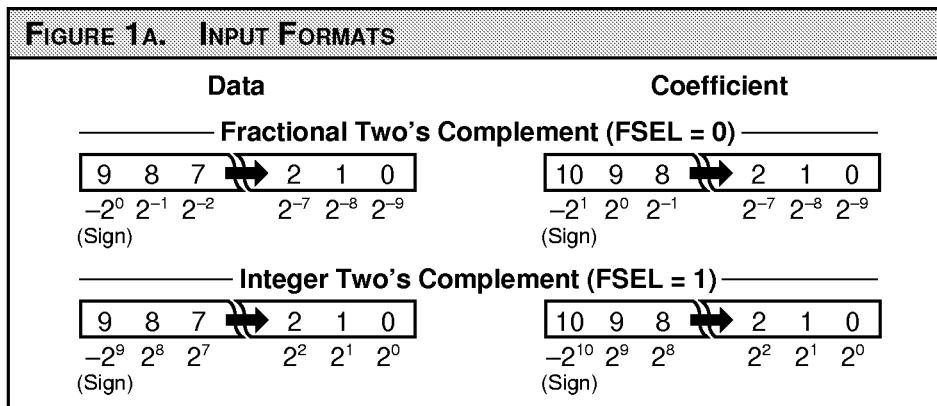 FIGURE 1A. INPUT FORMATS
Data Coefficient
Fractional Two's Complement (FSEL = 0)
9 8 7 2 1 0 10 9 8 2 1 0
–2⁰ 2⁻¹ 2⁻² 2⁻⁷ 2⁻⁸ 2⁻⁹ –2¹ 2⁰ 2⁻¹ 2⁻⁷ 2⁻⁸ 2⁻⁹
(Sign) (Sign)
Integer Two's Complement (FSEL = 1)
9 8 7 2 1 0 10 9 8 2 1 0
–2⁹ 2⁸ 2⁷ 2² 2¹ 2⁰ –2¹⁰ 2⁹ 2⁸ 2² 2¹ 2⁰
(Sign) (Sign)